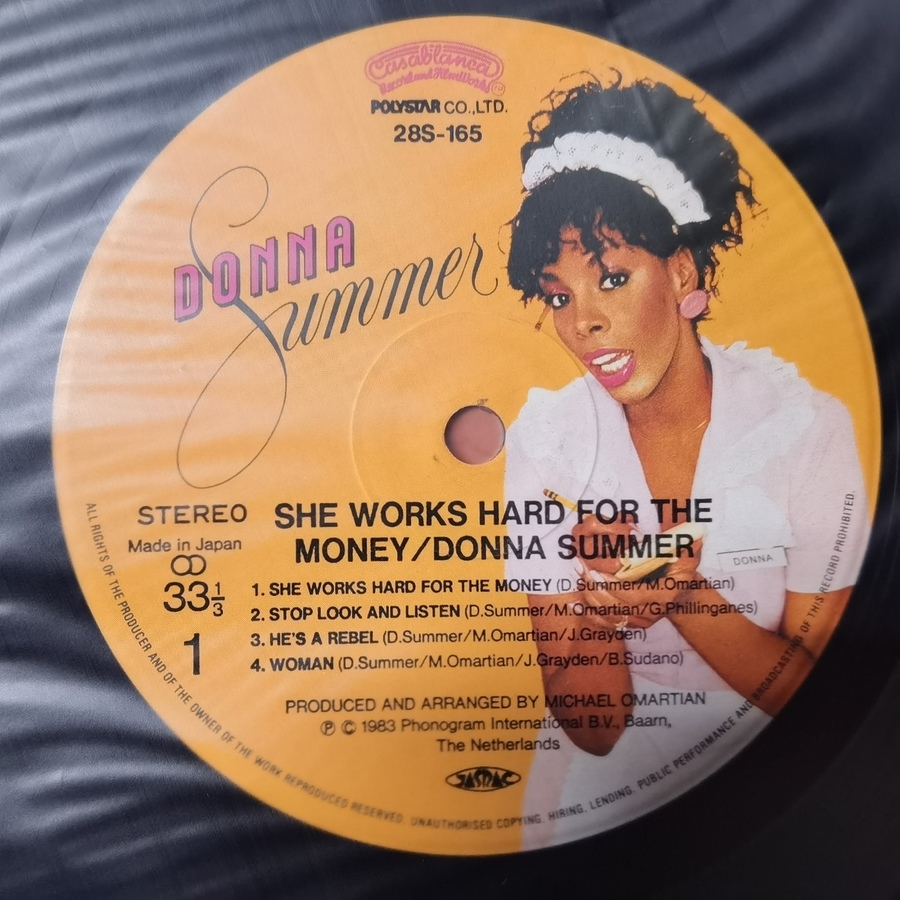 Casablanca
Record and FilmWorks
POLYSTAR CO.,LTD.
28S-165
DONNA
Summer
STEREO
Made in Japan
33 1/3
1
SHE WORKS HARD FOR THE
MONEY/DONNA SUMMER
DONNA
1. SHE WORKS HARD FOR THE MONEY (D.Summer/M.Omartian)
2. STOP LOOK AND LISTEN (D.Summer/M.Omartian/G.Phillinganes)
3. HE'S A REBEL (D.Summer/M.Omartian/J.Grayden)
4. WOMAN (D.Summer/M.Omartian/J.Grayden/B.Sudano)
PRODUCED AND ARRANGED BY MICHAEL OMARTIAN
Ⓟ © 1983 Phonogram International B.V., Baarn,
The Netherlands
JASRAC
ALL RIGHTS OF THE PRODUCER AND OF THE OWNER OF THE WORK REPRODUCED RESERVED. UNAUTHORISED COPYING, HIRING, LENDING, PUBLIC PERFORMANCE AND BROADCASTING OF THIS RECORD PROHIBITED.